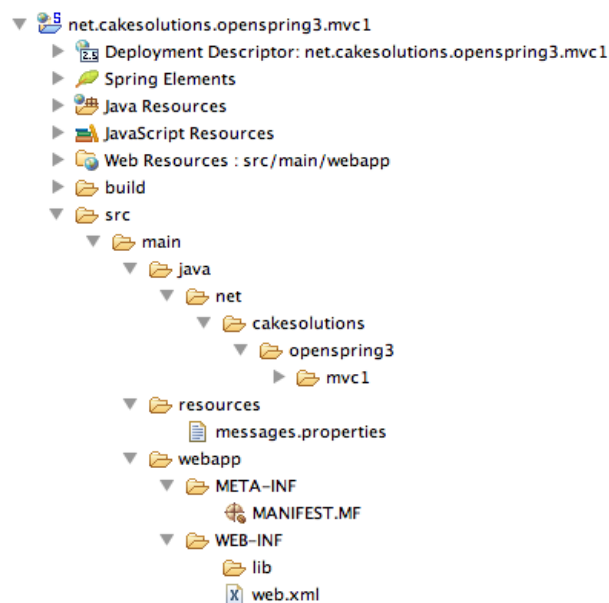 net.cakesolutions.openspring3.mvc1
Deployment Descriptor: net.cakesolutions.openspring3.mvc1
Spring Elements
Java Resources
JavaScript Resources
Web Resources : src/main/webapp
build
src
main
java
net
cakesolutions
openspring3
mvc1
resources
messages.properties
webapp
META-INF
MANIFEST.MF
WEB-INF
lib
web.xml